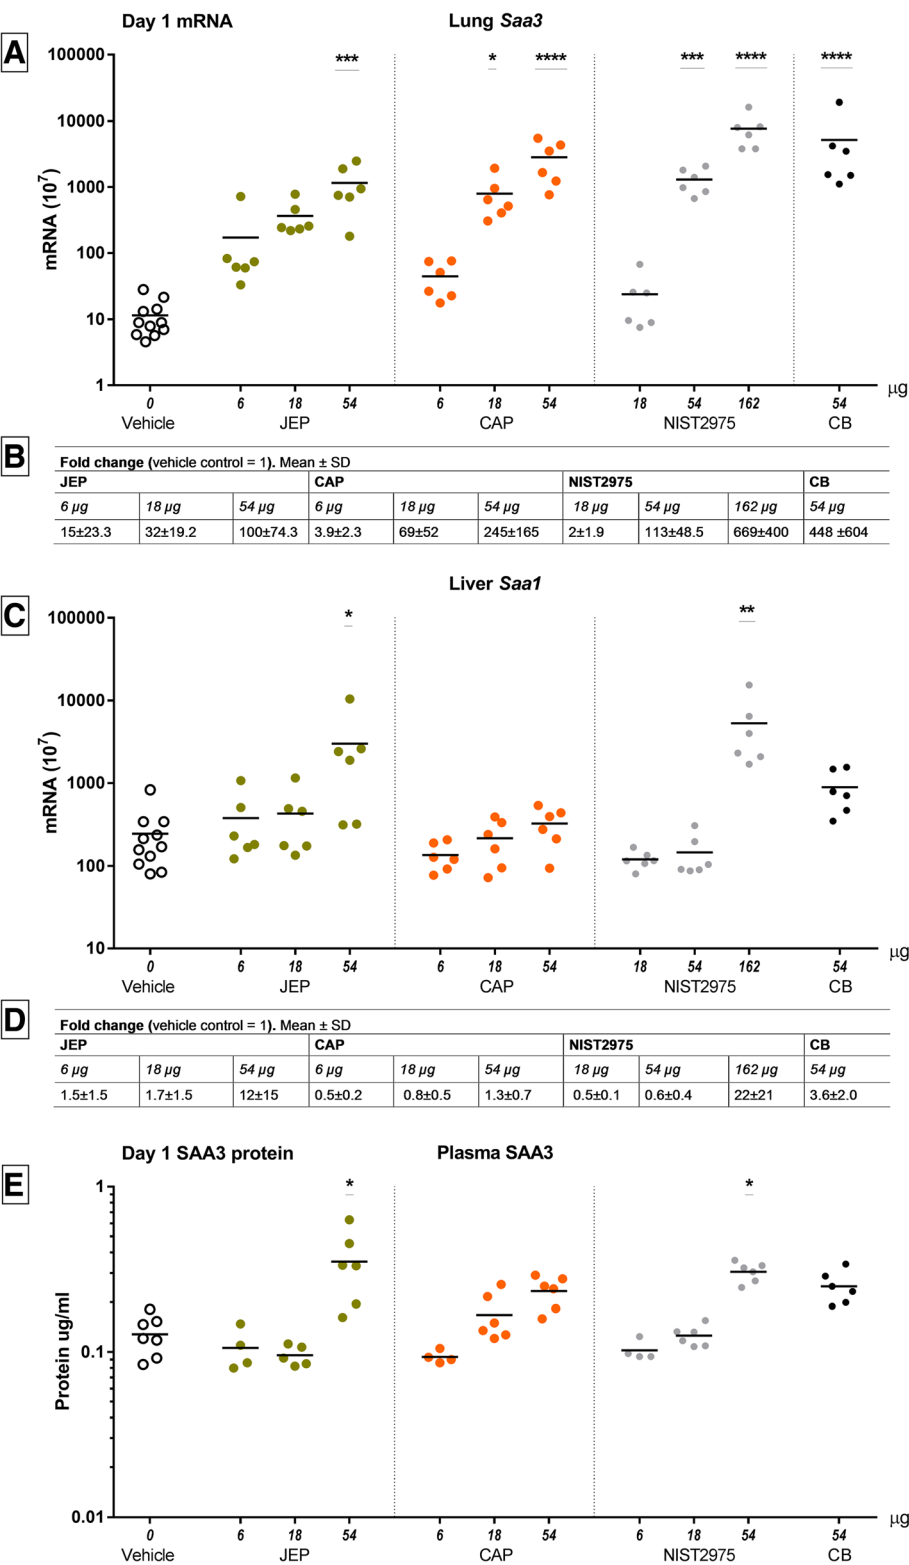 Day 1 mRNA Lung Saa3
A
*** * **** *** **** ****
100000
10000
1000
100
10
1
mRNA (10⁷)
0 6 18 54 6 18 54 18 54 162 54 µg
Vehicle JEP CAP NIST2975 CB
B
Fold change (vehicle control = 1). Mean ± SD
JEP CAP NIST2975 CB
6 µg 18 µg 54 µg 6 µg 18 µg 54 µg 18 µg 54 µg 162 µg 54 µg
15±23.3 32±19.2 100±74.3 3.9±2.3 69±52 245±165 2±1.9 113±48.5 669±400 448 ±604
Liver Saa1
C
* **
100000
10000
1000
100
10
mRNA (10⁷)
0 6 18 54 6 18 54 18 54 162 54 µg
Vehicle JEP CAP NIST2975 CB
D
Fold change (vehicle control = 1). Mean ± SD
JEP CAP NIST2975 CB
6 µg 18 µg 54 µg 6 µg 18 µg 54 µg 18 µg 54 µg 162 µg 54 µg
1.5±1.5 1.7±1.5 12±15 0.5±0.2 0.8±0.5 1.3±0.7 0.5±0.1 0.6±0.4 22±21 3.6±2.0
Day 1 SAA3 protein Plasma SAA3
E
* *
1
0.1
0.01
Protein ug/ml
0 6 18 54 6 18 54 6 18 54 54 µg
Vehicle JEP CAP NIST2975 CB